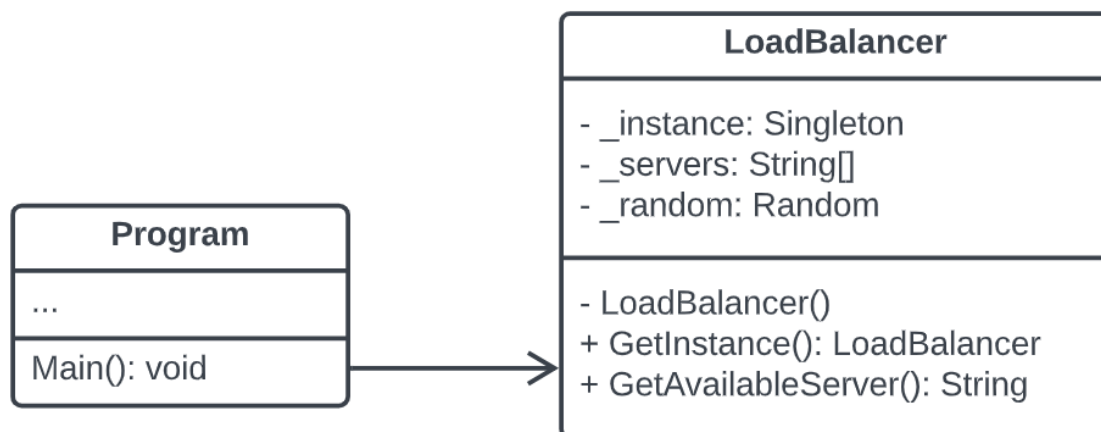 LoadBalancer
- _instance: Singleton
- _servers: String[]
- _random: Random
- LoadBalancer()
+ GetInstance(): LoadBalancer
+ GetAvailableServer(): String
Program
...
Main(): void